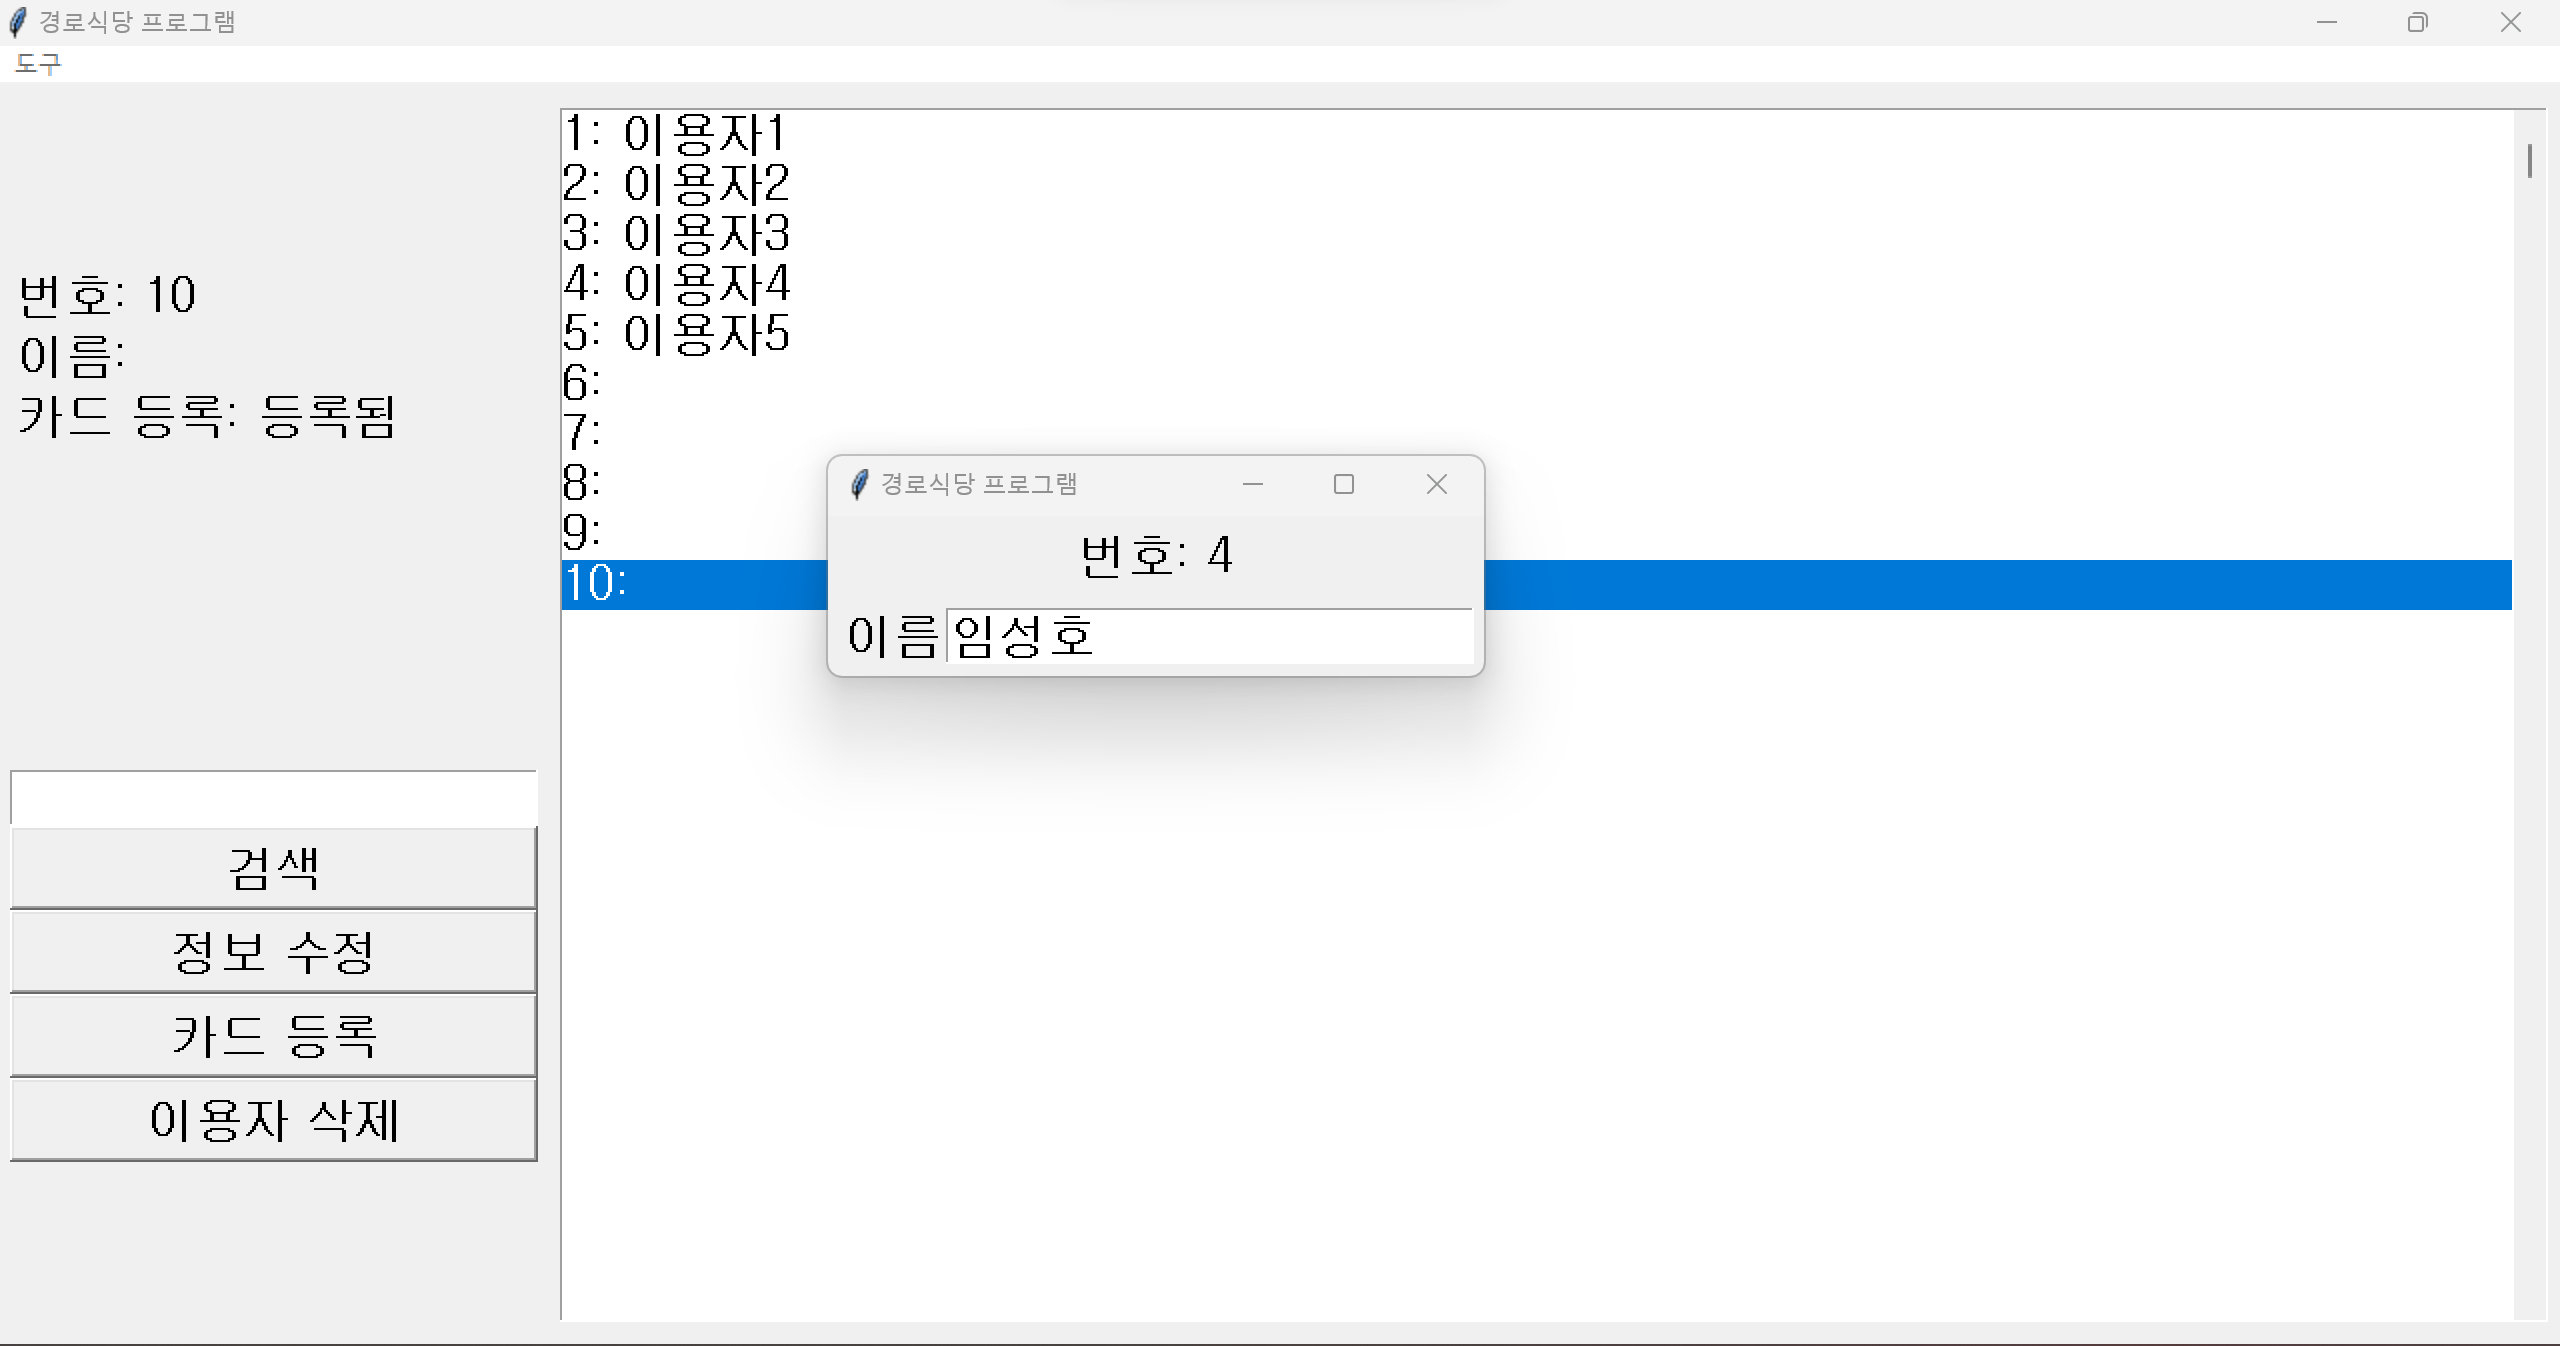 경로식당 프로그램
도구
번호: 10
이름:
카드 등록: 등록됨
검색
정보 수정
카드 등록
이용자 삭제
1: 이용자1
2: 이용자2
3: 이용자3
4: 이용자4
5: 이용자5
6:
7:
8:
9:
10:
경로식당 프로그램
번호: 4
이름 임성호